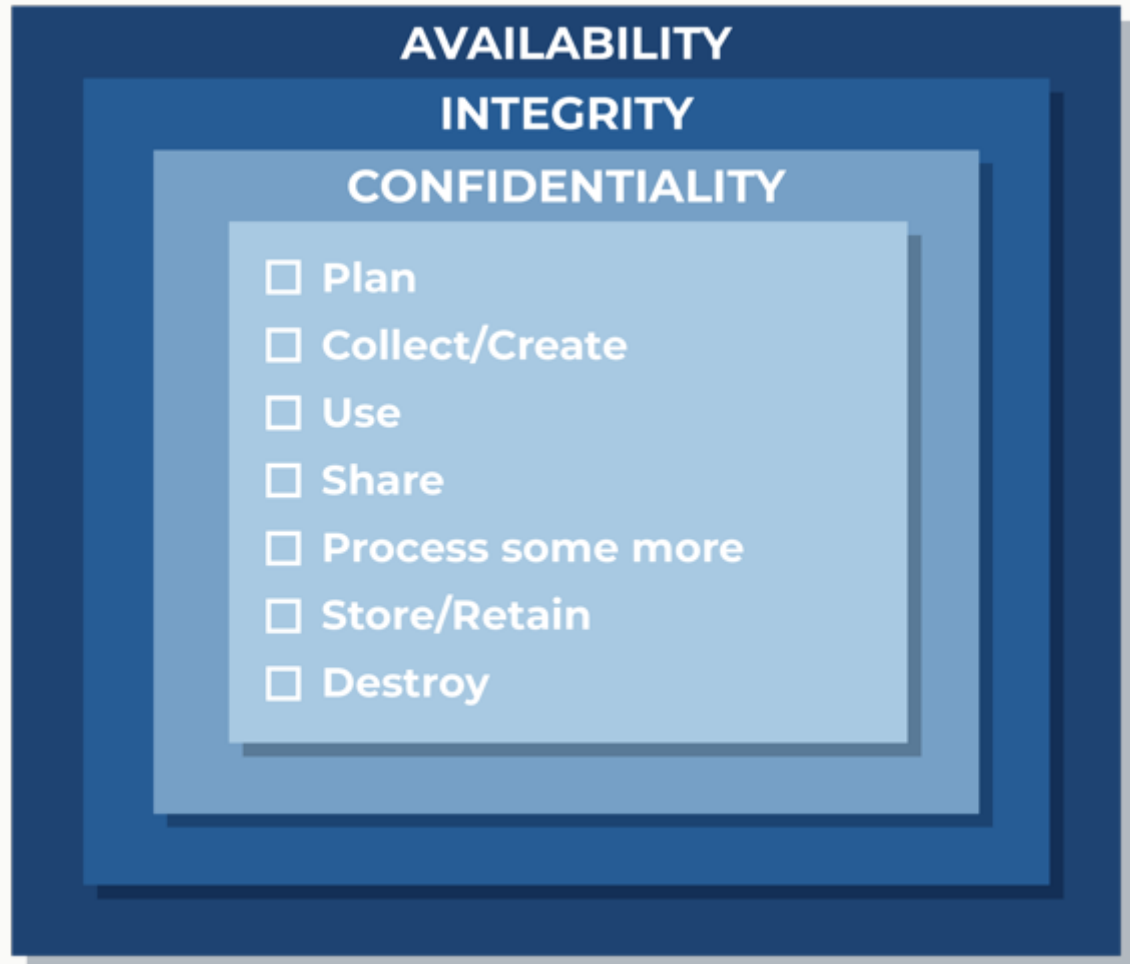 AVAILABILITY
INTEGRITY
CONFIDENTIALITY
Plan
Collect/Create
Use
Share
Process some more
Store/Retain
Destroy